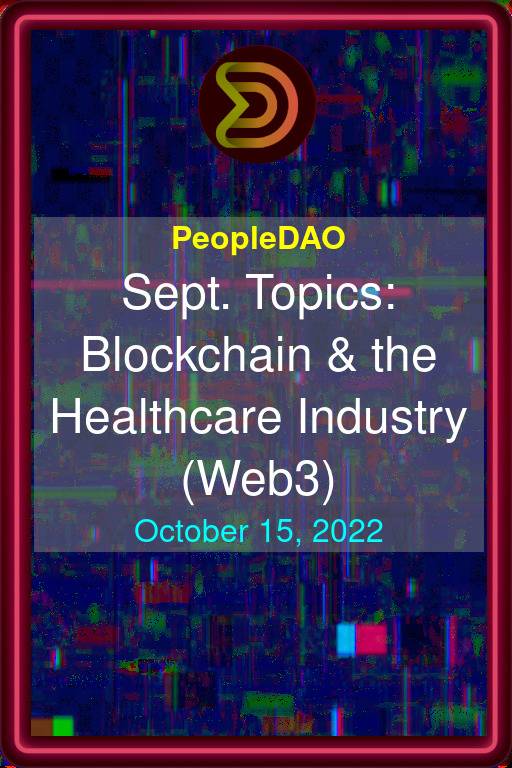 PeopleDAO
Sept. Topics:
Blockchain & the
Healthcare Industry
(Web3)
October 15, 2022